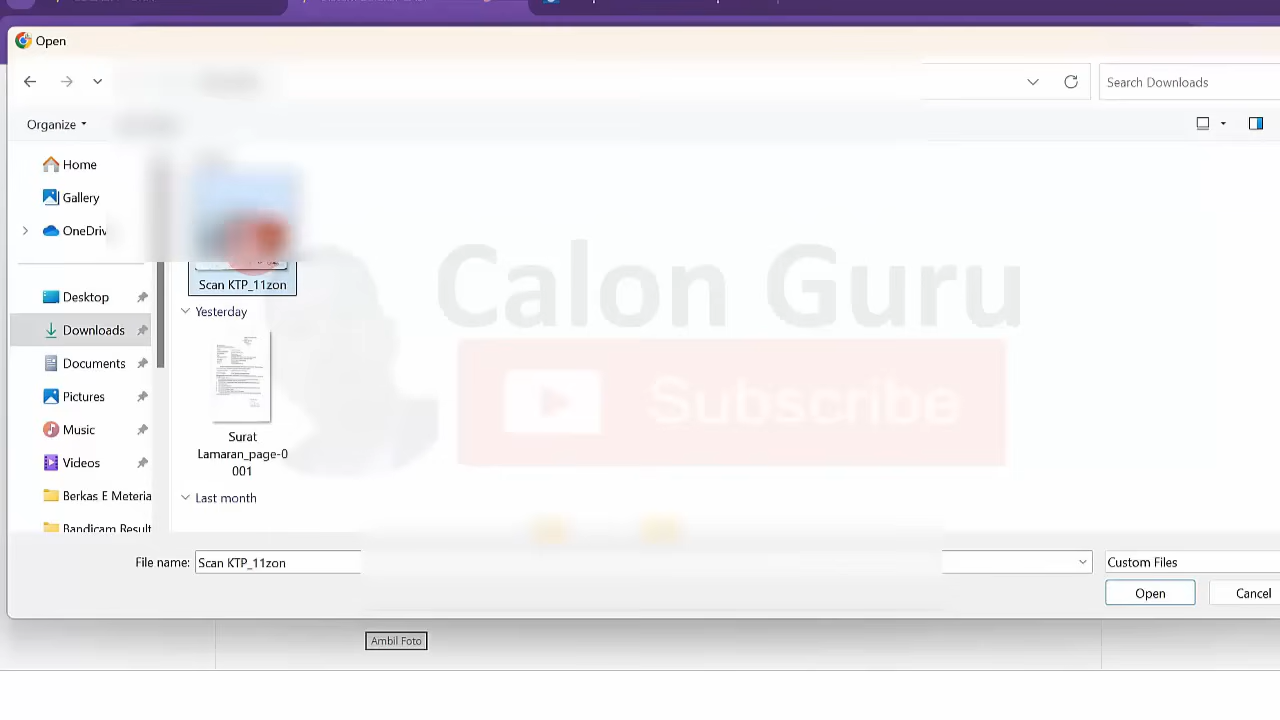 Open
Search Downloads
Organize
Home
Gallery
OneDriv
Scan KTP_11zon
Yesterday
Desktop
Downloads
Documents
Pictures
Music
Videos
Surat
Lamaran_page-0
001
Berkas E Meteria
Last month
Bandicam Result
Calon Guru
Subscribe
File name:
Scan KTP_11zon
Custom Files
Open
Cancel
Ambil Foto